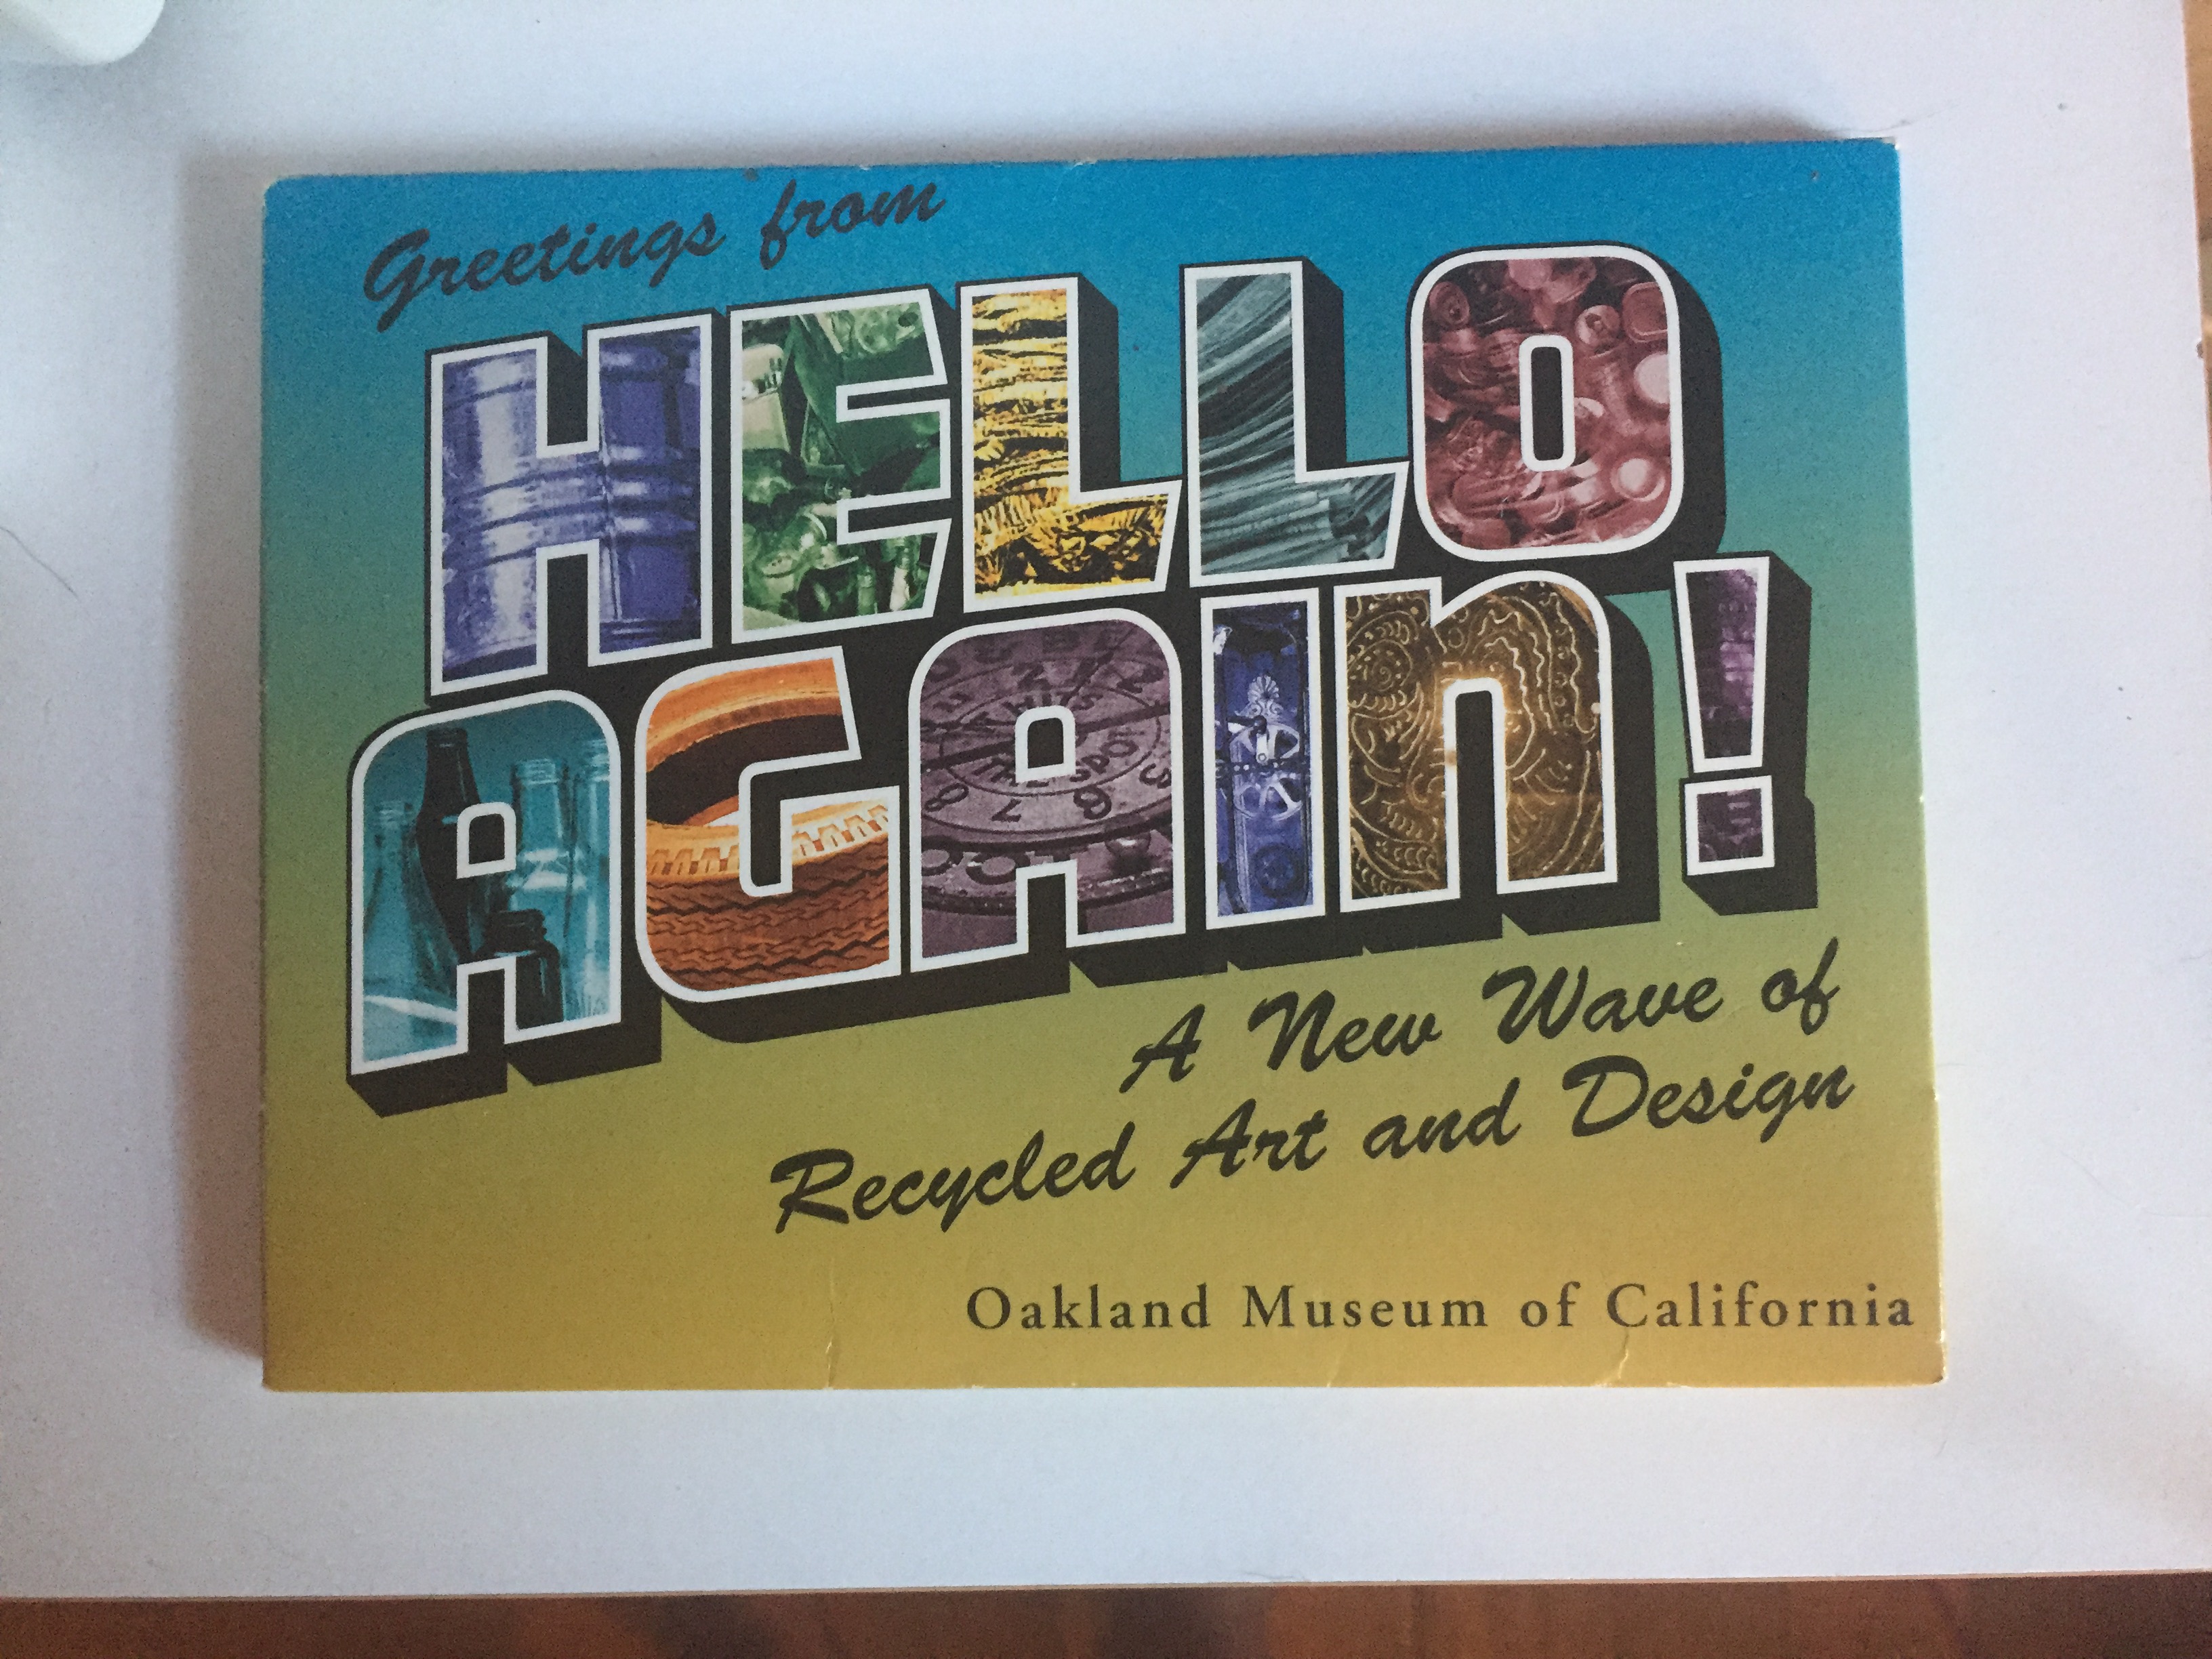 Greetings from
HELLO
AGAIN!
A New Wave of
Recycled Art and Design
Oakland Museum of California